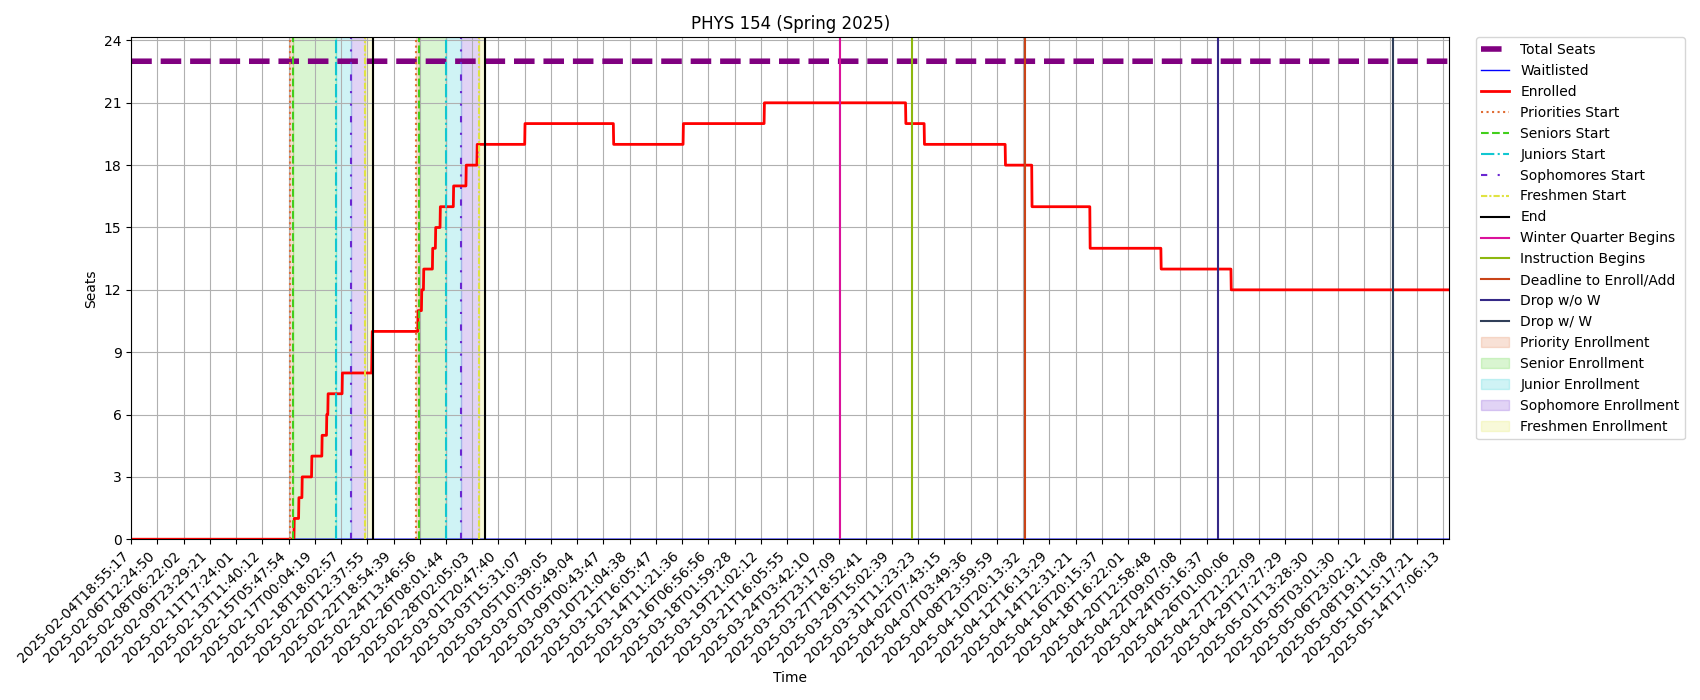 PHYS 154 (Spring 2025)
24
21
18
15
12
9
6
3
0
Seats
2025-02-04T18:55:17
2025-02-06T12:24:50
2025-02-08T06:22:02
2025-02-09T23:29:21
2025-02-11T17:24:01
2025-02-13T11:40:12
2025-02-15T05:47:54
2025-02-17T00:04:19
2025-02-18T18:02:57
2025-02-20T12:37:55
2025-02-22T18:54:39
2025-02-24T13:46:56
2025-02-26T08:01:44
2025-02-28T02:05:03
2025-03-01T20:47:40
2025-03-03T15:31:07
2025-03-05T10:39:05
2025-03-07T05:49:04
2025-03-09T00:43:47
2025-03-10T21:04:38
2025-03-12T16:05:47
2025-03-14T11:21:36
2025-03-16T06:56:56
2025-03-18T01:59:28
2025-03-19T21:02:12
2025-03-21T16:05:55
2025-03-24T03:42:10
2025-03-25T23:17:09
2025-03-27T18:52:41
2025-03-29T15:02:39
2025-03-31T11:23:23
2025-04-02T07:43:15
2025-04-07T03:49:36
2025-04-08T23:59:59
2025-04-10T20:13:32
2025-04-12T16:13:29
2025-04-14T12:31:21
2025-04-16T20:15:37
2025-04-18T16:22:01
2025-04-20T12:58:48
2025-04-22T09:07:08
2025-04-24T05:16:37
2025-04-26T01:00:06
2025-04-27T21:22:09
2025-04-29T17:27:29
2025-05-01T13:28:30
2025-05-05T03:01:30
2025-05-06T23:02:12
2025-05-08T19:11:08
2025-05-10T15:17:21
2025-05-14T17:06:13
Time
Total Seats
Waitlisted
Enrolled
Priorities Start
Seniors Start
Juniors Start
Sophomores Start
Freshmen Start
End
Winter Quarter Begins
Instruction Begins
Deadline to Enroll/Add
Drop w/o W
Drop w/ W
Priority Enrollment
Senior Enrollment
Junior Enrollment
Sophomore Enrollment
Freshmen Enrollment